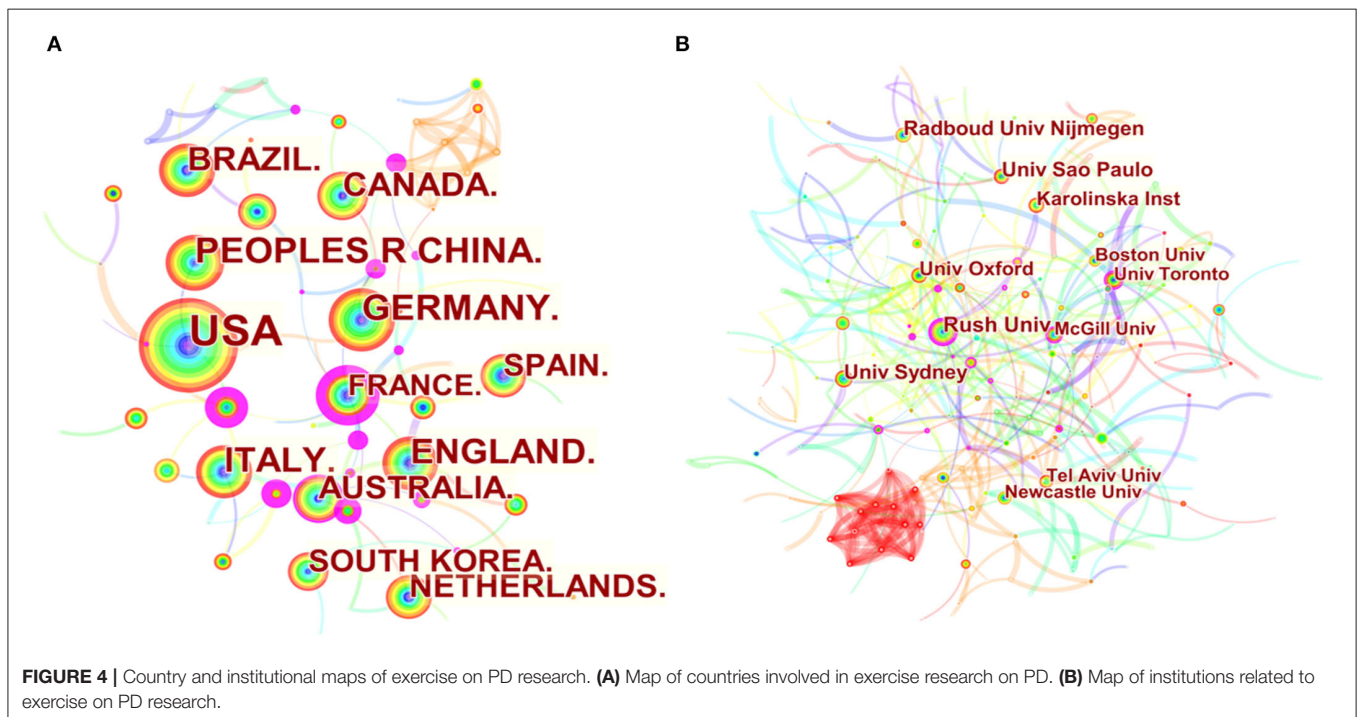 A
BRAZIL.
CANADA.
PEOPLES R CHINA.
GERMANY.
USA
SPAIN.
FRANCE.
ITALY.
ENGLAND.
AUSTRALIA.
SOUTH KOREA.
NETHERLANDS.
B
Radboud Univ Nijmegen
Univ Sao Paulo
Karolinska Inst
Boston Univ
Univ Oxford
Univ Toronto
Rush Univ
McGill Univ
Univ Sydney
Tel Aviv Univ
Newcastle Univ
FIGURE 4 | Country and institutional maps of exercise on PD research. (A) Map of countries involved in exercise research on PD. (B) Map of institutions related to
exercise on PD research.